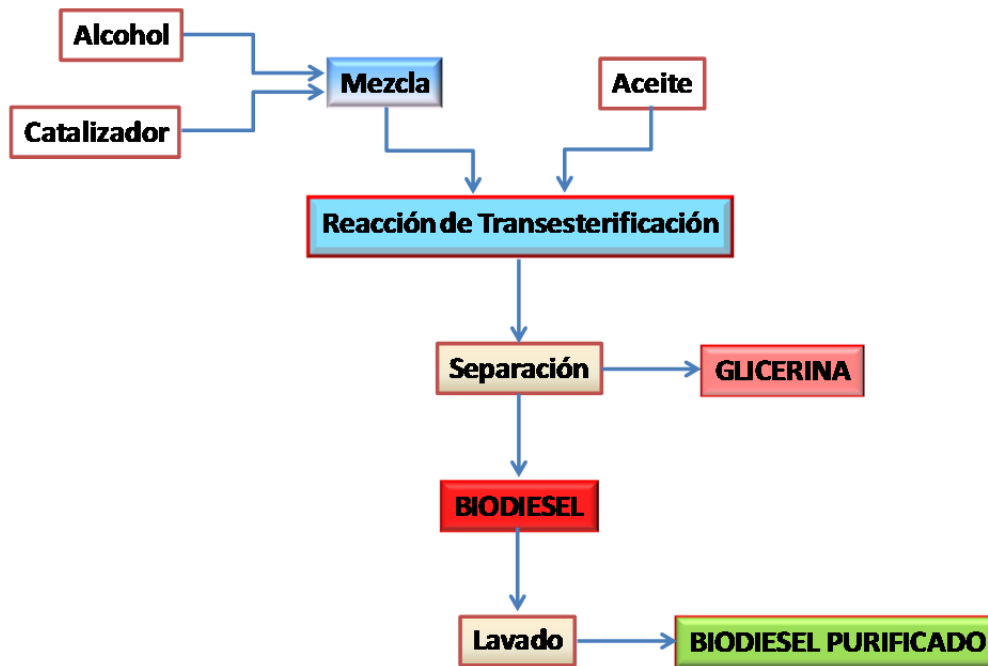 Alcohol
Mezcla
Aceite
Catalizador
Reacción de Transesterificación
Separación
GLICERINA
BIODIESEL
Lavado
BIODIESEL PURIFICADO